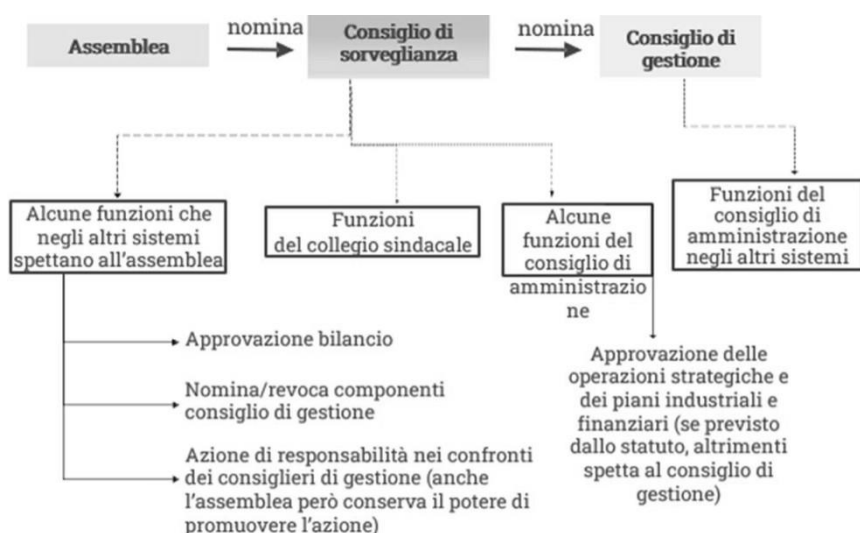 nomina
nomina
Assemblea
Consiglio di
sorveglianza
Consiglio di
gestione
Alcune funzioni che
negli altri sistemi
spettano all'assemblea
Funzioni
del collegio sindacale
Alcune
funzioni del
consiglio di
amministrazio
ne
Funzioni del
consiglio di
amministrazione
negli altri sistemi
Approvazione bilancio
Nomina/revoca componenti
consiglio di gestione
Azione di responsabilità nei confronti
dei consiglieri di gestione (anche
l'assemblea però conserva il potere di
promuovere l'azione)
Approvazione delle
operazioni strategiche e
dei piani industriali e
finanziari (se previsto
dallo statuto, altrimenti
spetta al consiglio di
gestione)